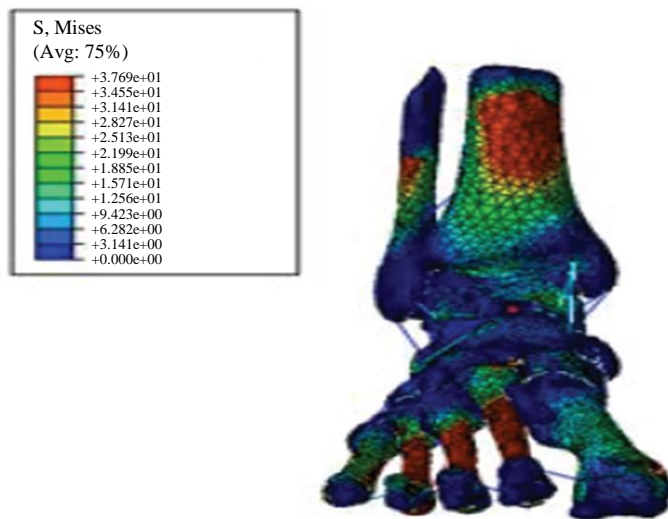 S, Mises
(Avg: 75%)
+3.769e+01
+3.455e+01
+3.141e+01
+2.827e+01
+2.513e+01
+2.199e+01
+1.885e+01
+1.571e+01
+1.256e+01
+9.423e+00
+6.282e+00
+3.141e+00
+0.000e+00